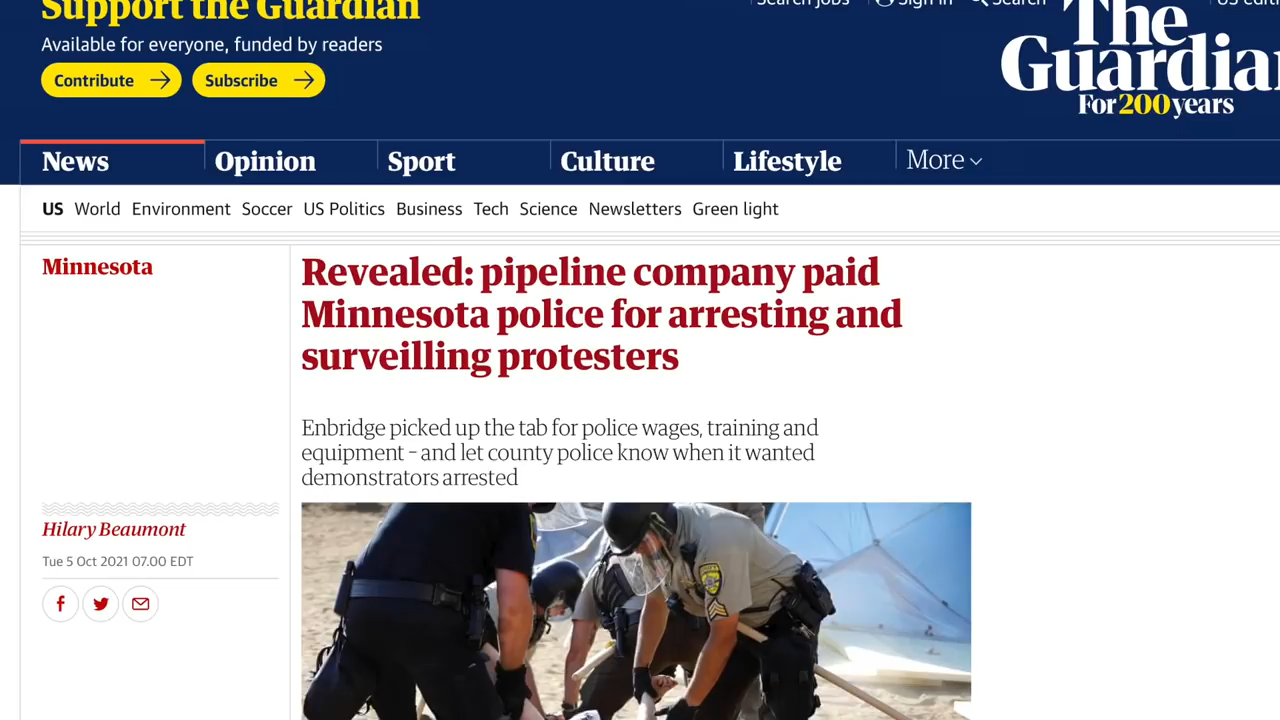 Support the Guardian
Available for everyone, funded by readers
Contribute
Subscribe
Search jobs
Sign in
Search
The
Guardian
For 200 years
News
Opinion
Sport
Culture
Lifestyle
More
US World Environment Soccer US Politics Business Tech Science Newsletters Green light
Minnesota
Revealed: pipeline company paid
Minnesota police for arresting and
surveilling protesters
Enbridge picked up the tab for police wages, training and
equipment – and let county police know when it wanted
demonstrators arrested
Hilary Beaumont
Tue 5 Oct 2021 07.00 EDT